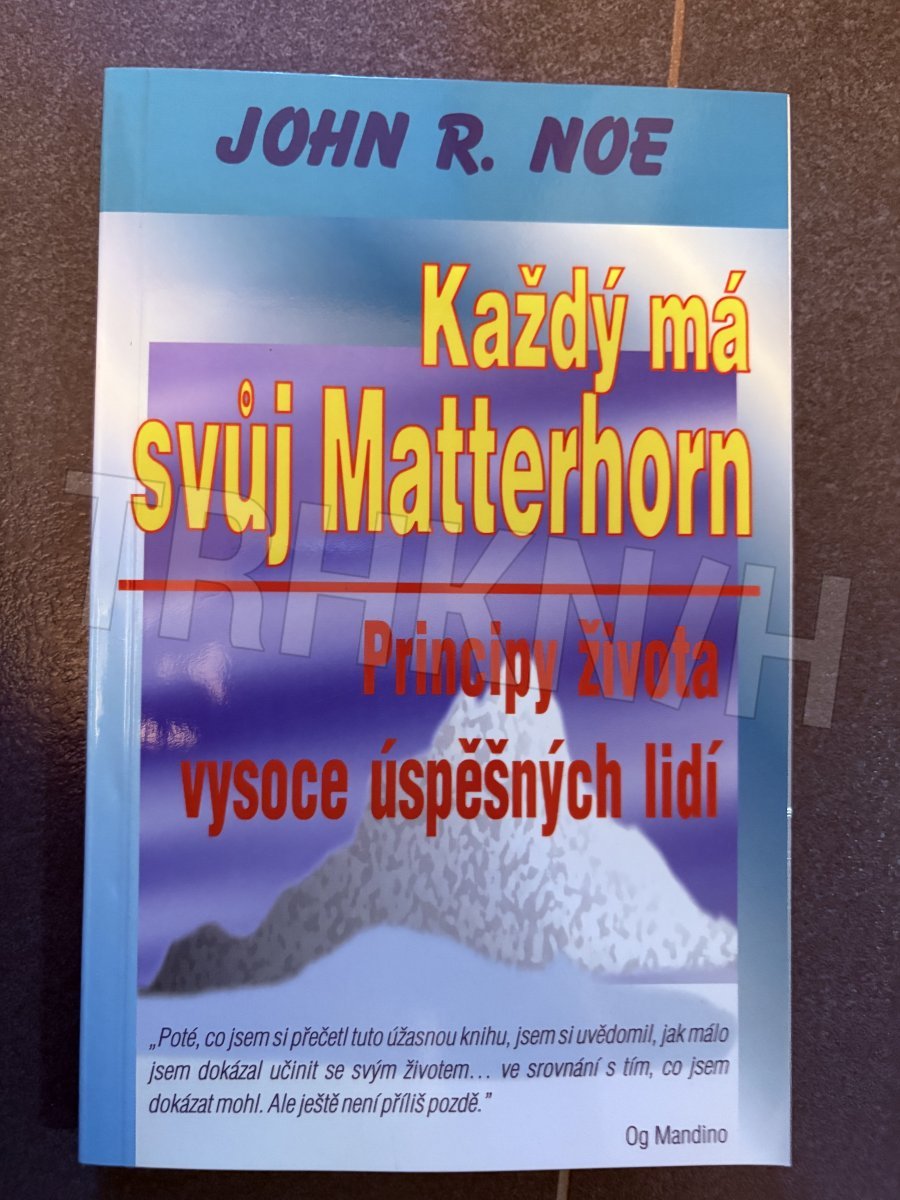 JOHN R. NOE
Každý má
svůj Matterhorn
TRHKNIH
Principy života
vysoce úspěšných lidí
„Poté, co jsem si přečetl tuto úžasnou knihu, jsem si uvědomil, jak málo
jsem dokázal učinit se svým životem... ve srovnání s tím, co jsem
dokázat mohl. Ale ještě není příliš pozdě."
Og Mandino